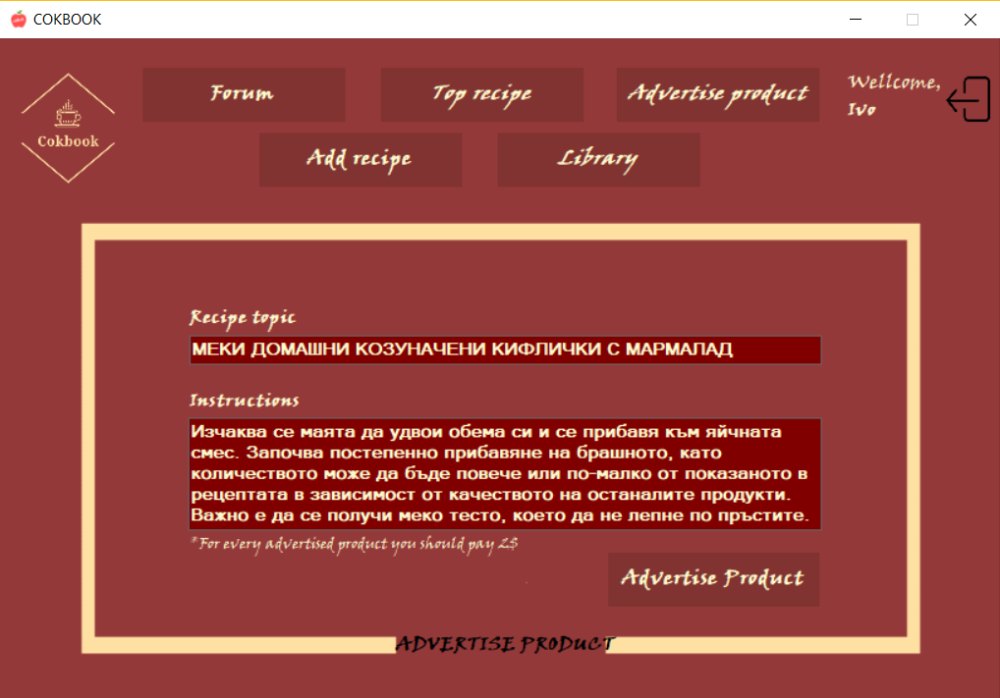 COKBOOK
Forum
Top recipe
Advertise product
Wellcome,
Ivo
Cokbook
Add recipe
Library
Recipe topic
МЕКИ ДОМАШНИ КОЗУНАЧЕНИ КИФЛИЧКИ С МАРМАЛАД
Instructions
Изчаква се маята да удвои обема си и се прибавя към яйчната
смес. Започва постепенно прибавяне на брашното, като
количеството може да бъде повече или по-малко от показаното в
рецептата в зависимост от качеството на останалите продукти.
Важно е да се получи меко тесто, което да не лепне по пръстите.
*For every advertised product you should pay 2$
Advertise Product
ADVERTISE PRODUCT